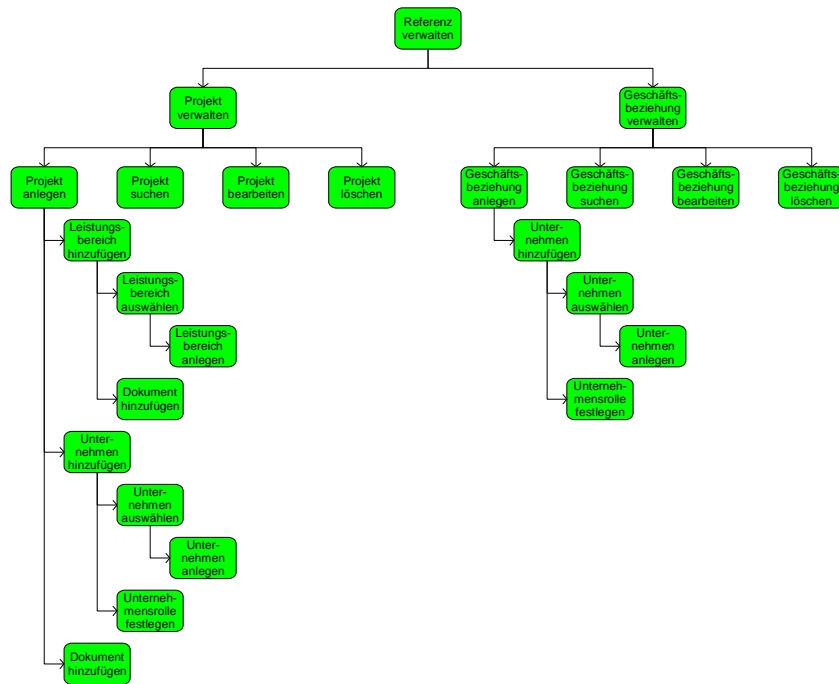 Referenz
verwalten
Projekt
verwalten
Geschäfts-
beziehung
verwalten
Projekt
anlegen
Projekt
suchen
Projekt
bearbeiten
Projekt
löschen
Geschäfts-
beziehung
anlegen
Geschäfts-
beziehung
suchen
Geschäfts-
beziehung
bearbeiten
Geschäfts-
beziehung
löschen
Leistungs-
bereich
hinzufügen
Leistungs-
bereich
auswählen
Leistungs-
bereich
anlegen
Dokument
hinzufügen
Unter-
nehmen
hinzufügen
Unter-
nehmen
auswählen
Unter-
nehmen
anlegen
Unterneh-
mensrolle
festlegen
Dokument
hinzufügen
Unter-
nehmen
hinzufügen
Unter-
nehmen
auswählen
Unter-
nehmen
anlegen
Unterneh-
mensrolle
festlegen